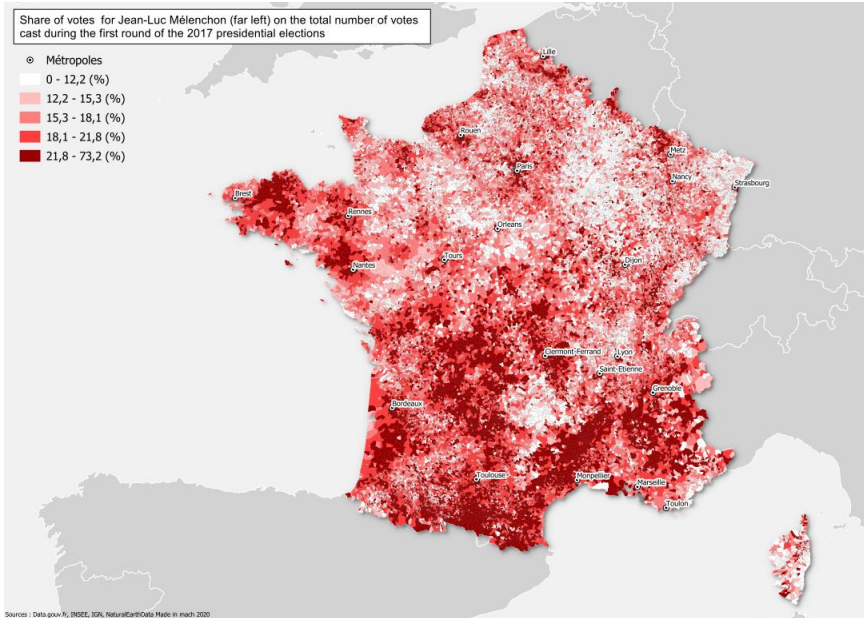 Share of votes for Jean-Luc Mélenchon (far left) on the total number of votes
cast during the first round of the 2017 presidential elections
Métropoles
0 - 12,2 (%)
12,2 - 15,3 (%)
15,3 - 18,1 (%)
18,1 - 21,8 (%)
21,8 - 73,2 (%)
Lille
Rouen
Metz
Paris
Nancy
Strasbourg
Brest
Rennes
Orleans
Nantes
Tours
Dijon
Clermont-Ferrand
Lyon
Saint-Etienne
Grenoble
Bordeaux
Toulouse
Monpellier
Marseille
Toulon
Sources : Data.gouv.fr, INSEE, IGN, NaturalEarthData Made in mach 2020